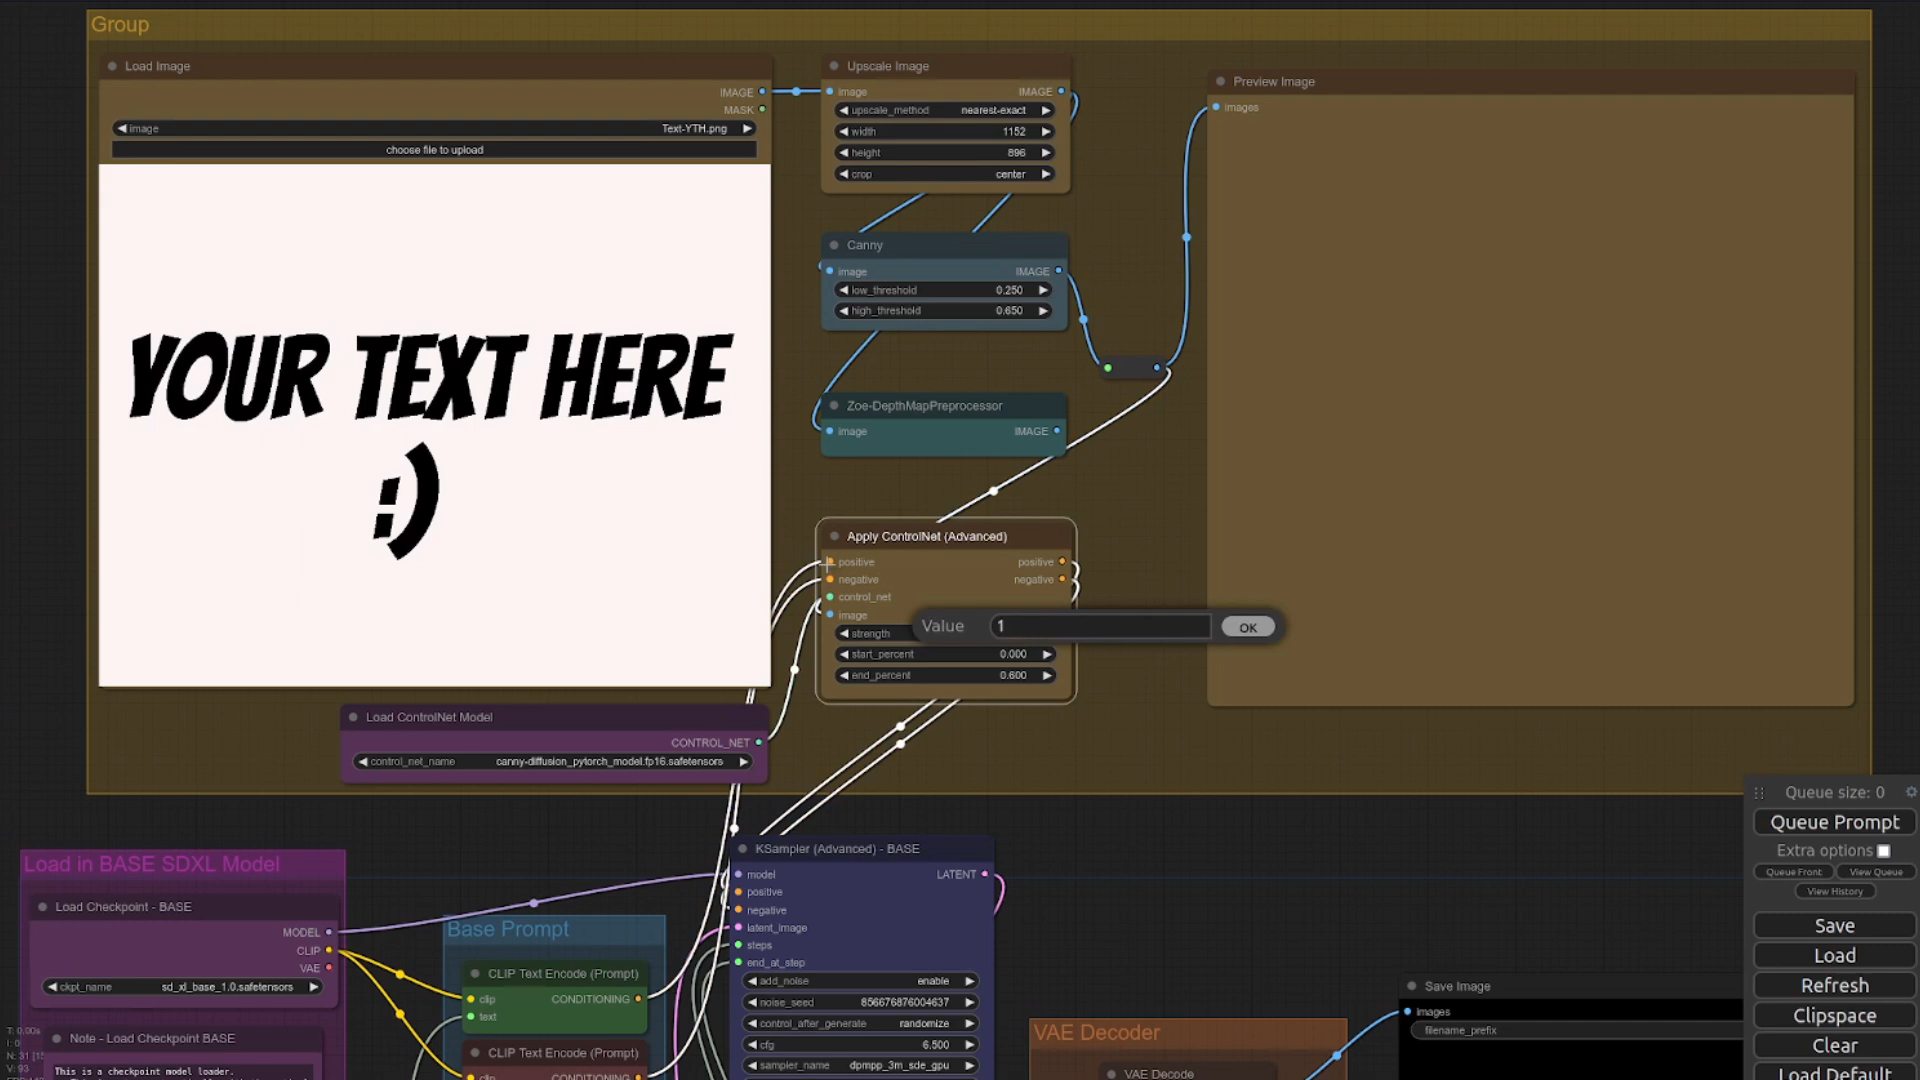 Group
Load Image
IMAGE
MASK
image Text-YTH.png
choose file to upload
YOUR TEXT HERE
:)
Upscale Image
image IMAGE
upscale_method nearest-exact
width 1152
height 896
crop center
Canny
image IMAGE
low_threshold 0.250
high_threshold 0.650
Zoe-DepthMapPreprocessor
image IMAGE
Preview Image
images
Apply ControlNet (Advanced)
positive positive
negative negative
control_net
image
strength
Value 1 OK
start_percent 0.000
end_percent 0.600
Load ControlNet Model
CONTROL_NET
control_net_name canny-diffusion_pytorch_model.fp16.safetensors
Load in BASE SDXL Model
Load Checkpoint - BASE
MODEL
CLIP
VAE
ckpt_name sd_xl_base_1.0.safetensors
Note - Load Checkpoint BASE
This is a checkpoint model loader.
T: 0.00s
I: 0
V: 93
Base Prompt
CLIP Text Encode (Prompt)
clip CONDITIONING
text
CLIP Text Encode (Prompt)
clip CONDITIONING
KSampler (Advanced) - BASE
model LATENT
positive
negative
latent_image
steps
end_at_step
add_noise enable
noise_seed 856676876004637
control_after_generate randomize
cfg 6.500
sampler_name dpmpp_3m_sde_gpu
VAE Decoder
VAE Decode
Save Image
images
filename_prefix
Queue size: 0
Queue Prompt
Extra options
Queue Front View Queue
View History
Save
Load
Refresh
Clipspace
Clear
Load Default